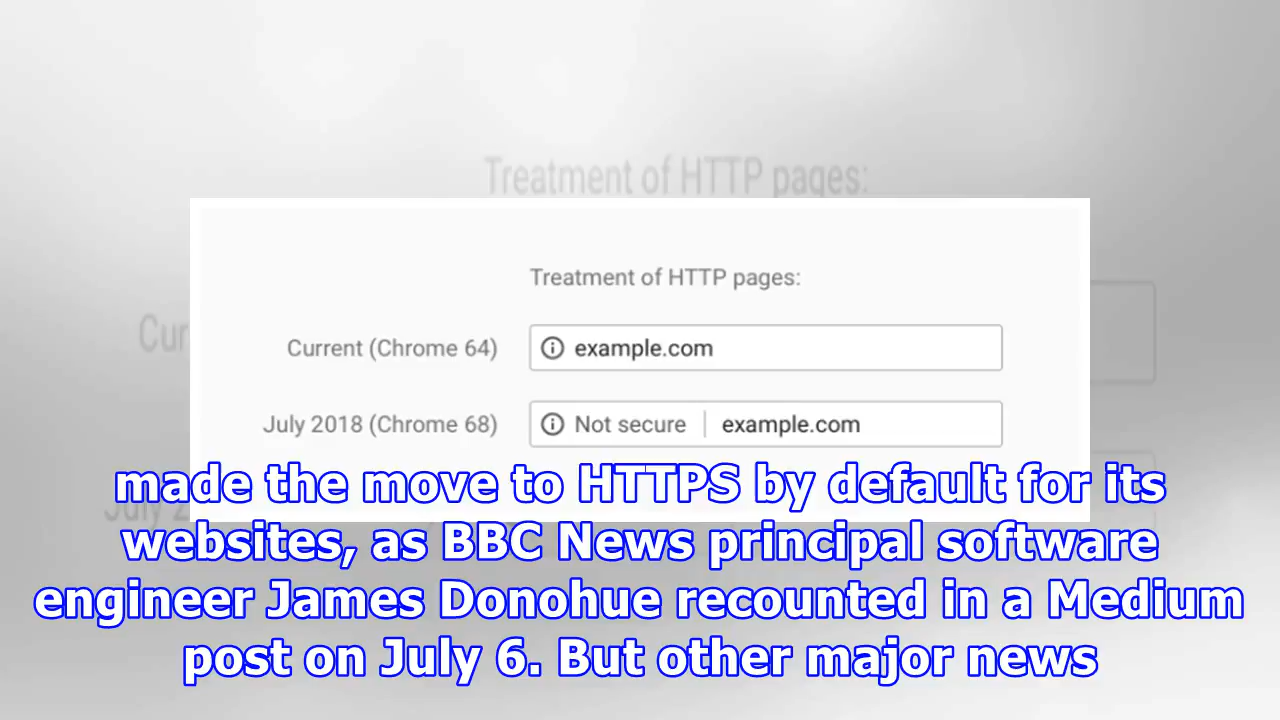 Treatment of HTTP pages:
Treatment of HTTP pages:
Current (Chrome 64)
example.com
July 2018 (Chrome 68)
Not secure | example.com
made the move to HTTPS by default for its
websites, as BBC News principal software
engineer James Donohue recounted in a Medium
post on July 6. But other major news